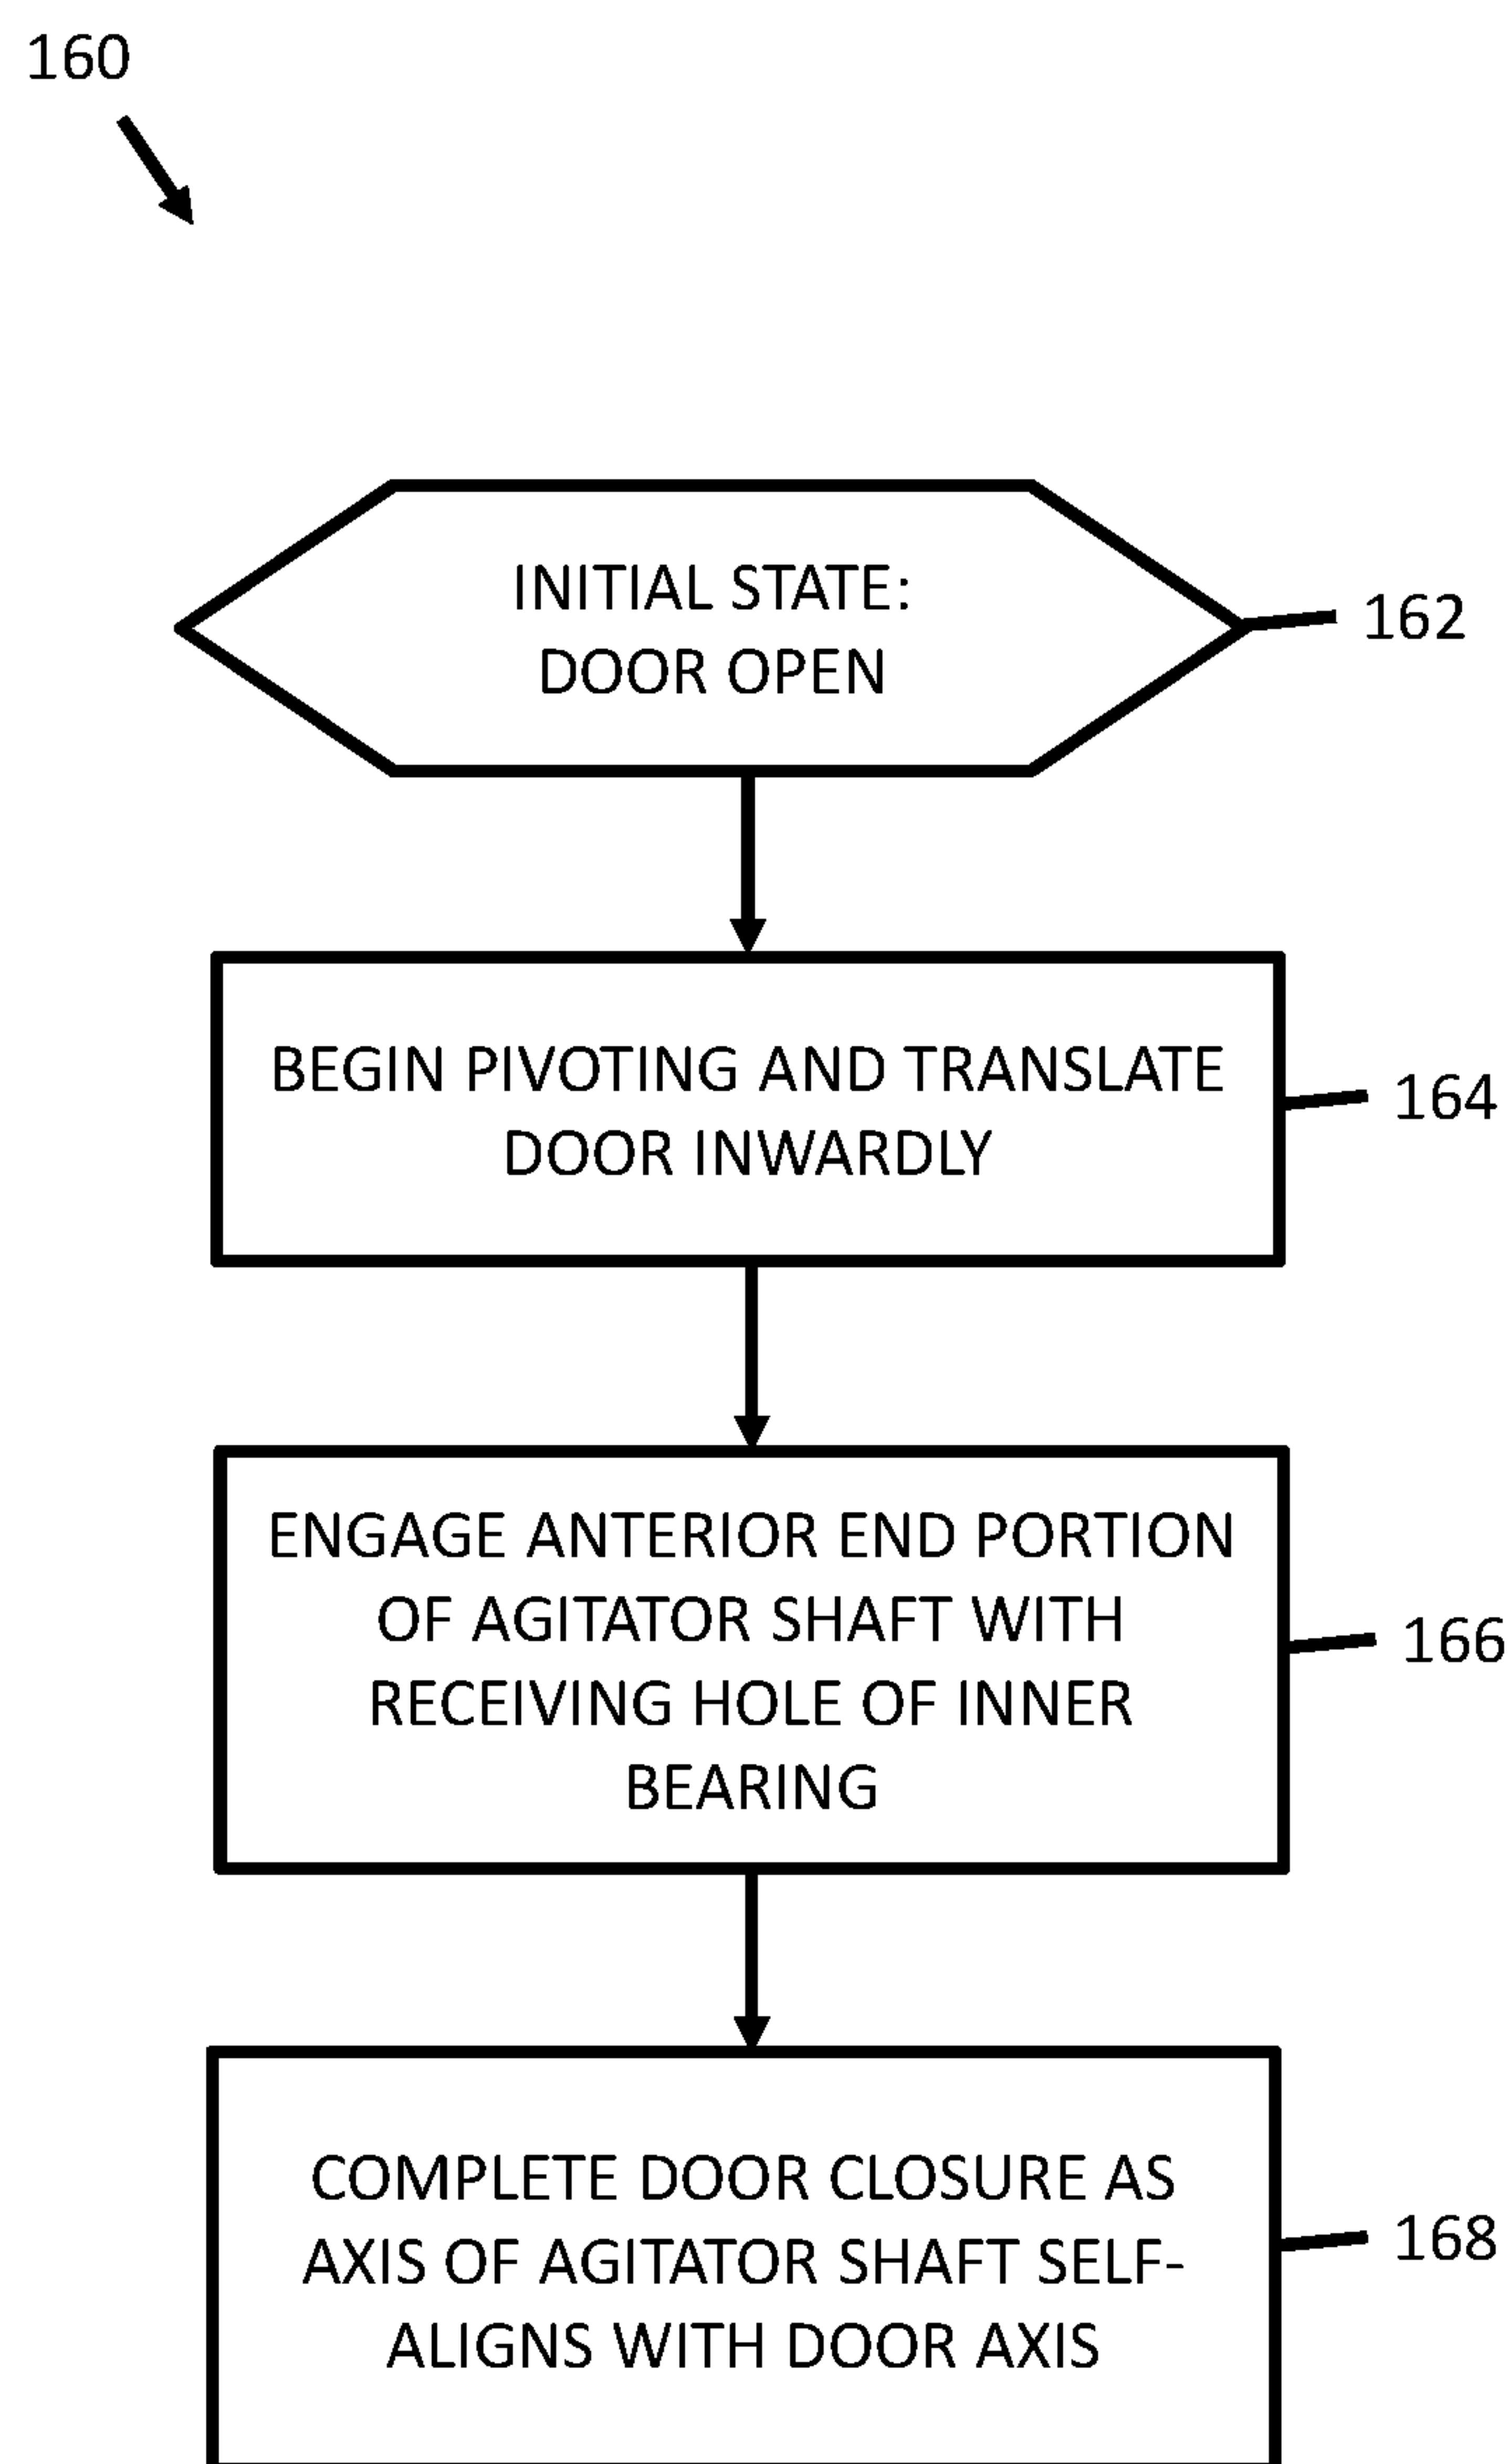 160
INITIAL STATE:
DOOR OPEN
162
BEGIN PIVOTING AND TRANSLATE
DOOR INWARDLY
164
ENGAGE ANTERIOR END PORTION
OF AGITATOR SHAFT WITH
RECEIVING HOLE OF INNER
BEARING
166
COMPLETE DOOR CLOSURE AS
AXIS OF AGITATOR SHAFT SELF-
ALIGNS WITH DOOR AXIS
168